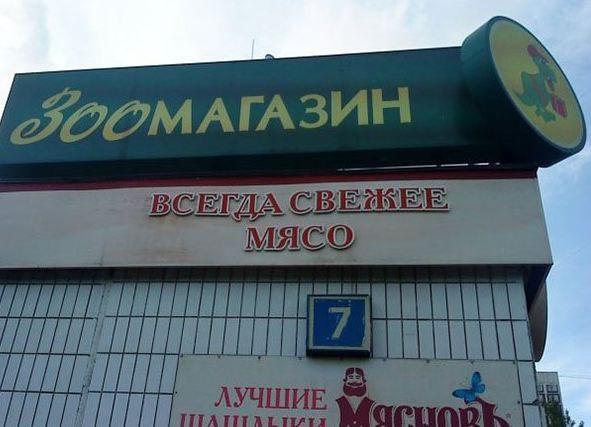 ЗООМАГАЗИН
ВСЕГДА СВЕЖЕЕ
МЯСО
7
ЛУЧШИЕ
ШАШЛЫКИ
МЯСНОВЪ